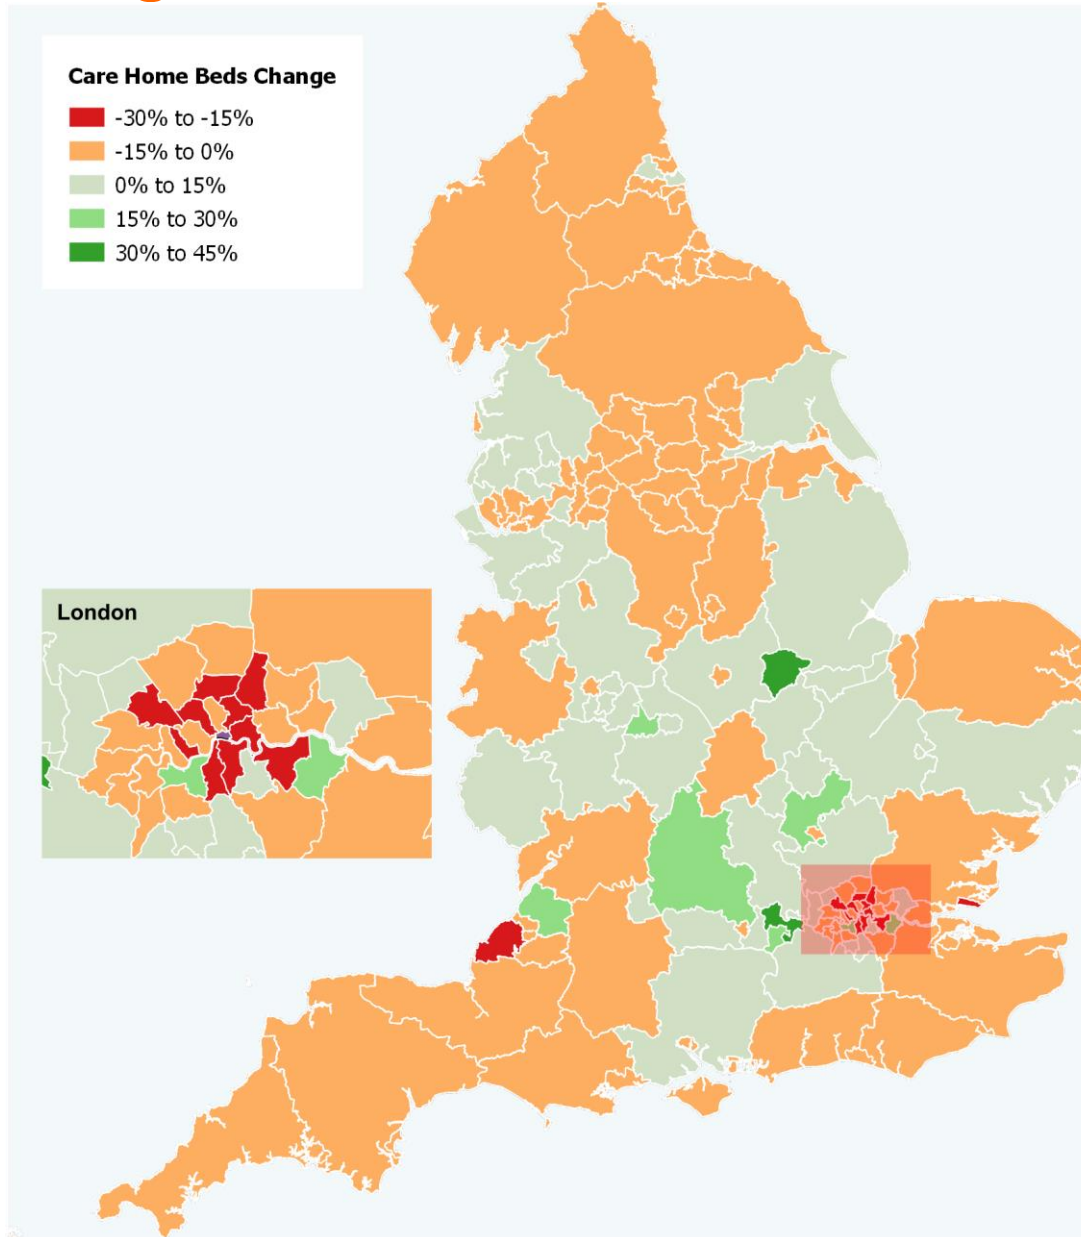 Care Home Beds Change
-30% to -15%
-15% to 0%
0% to 15%
15% to 30%
30% to 45%
London